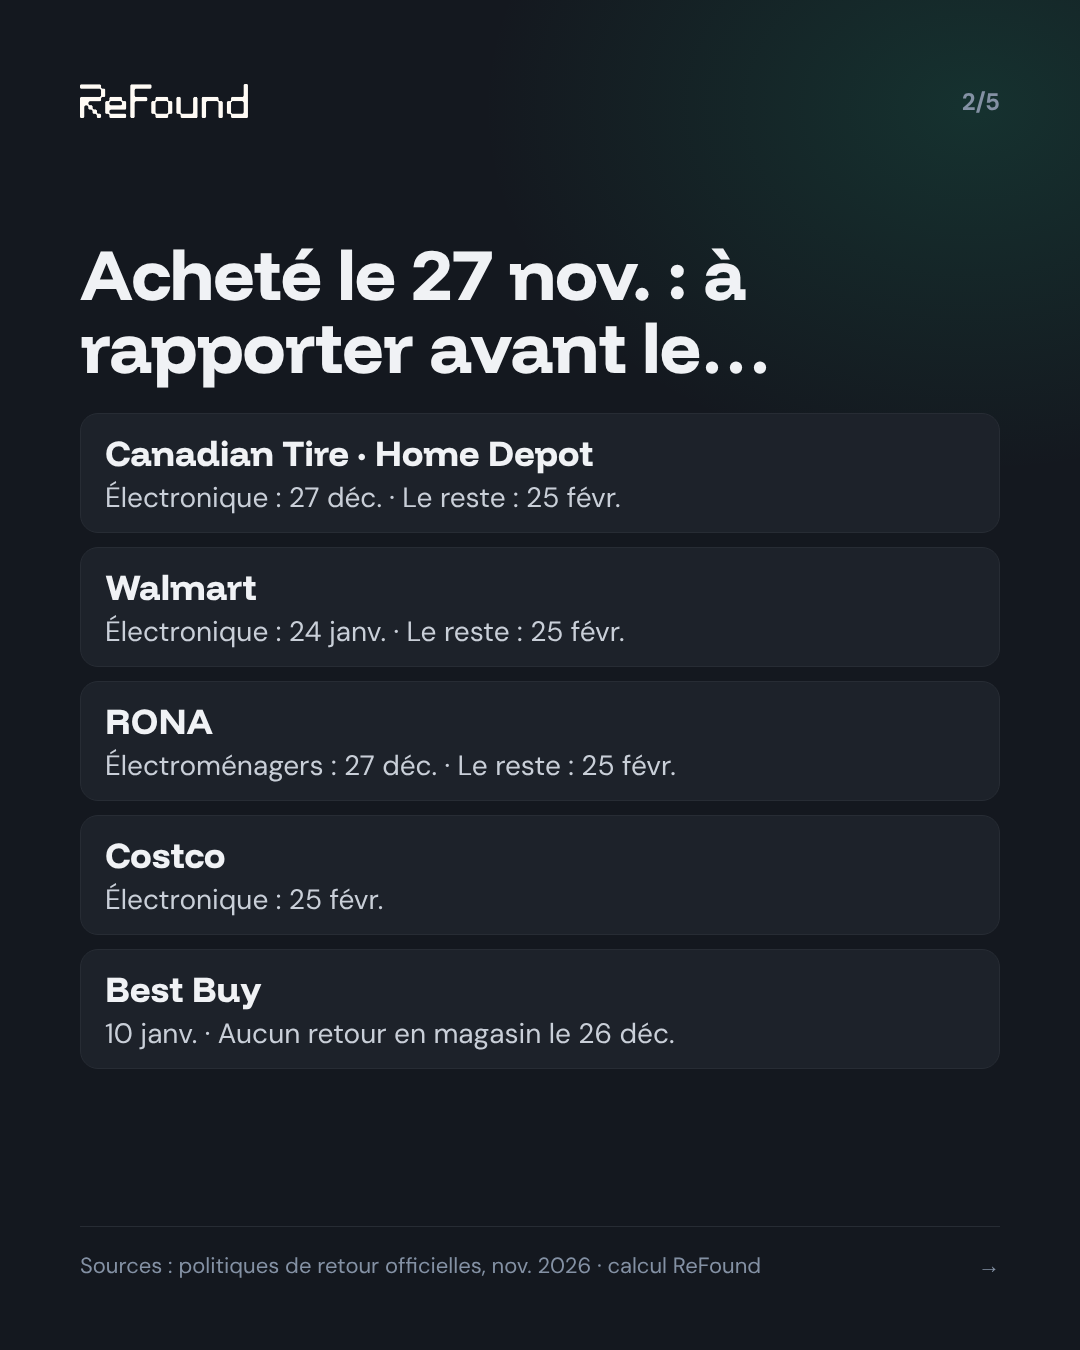 ReFound
2/5
Acheté le 27 nov. : à
rapporter avant le…
Canadian Tire · Home Depot
Électronique : 27 déc. · Le reste : 25 févr.
Walmart
Électronique : 24 janv. · Le reste : 25 févr.
RONA
Électroménagers : 27 déc. · Le reste : 25 févr.
Costco
Électronique : 25 févr.
Best Buy
10 janv. · Aucun retour en magasin le 26 déc.
Sources : politiques de retour officielles, nov. 2026 · calcul ReFound →